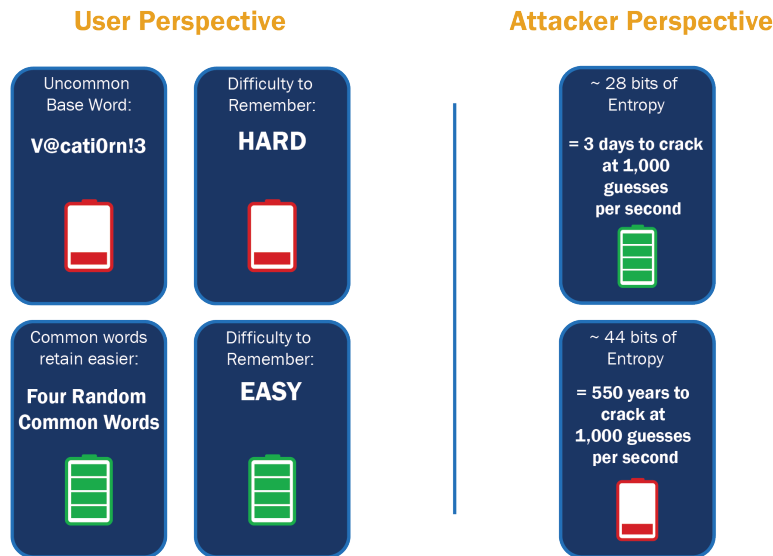 User Perspective
Attacker Perspective
Uncommon
Base Word:
V@cati0rn!3
Difficulty to
Remember:
HARD
~ 28 bits of
Entropy
= 3 days to crack
at 1,000
guesses
per second
Common words
retain easier:
Four Random
Common Words
Difficulty to
Remember:
EASY
~ 44 bits of
Entropy
= 550 years to
crack at
1,000 guesses
per second